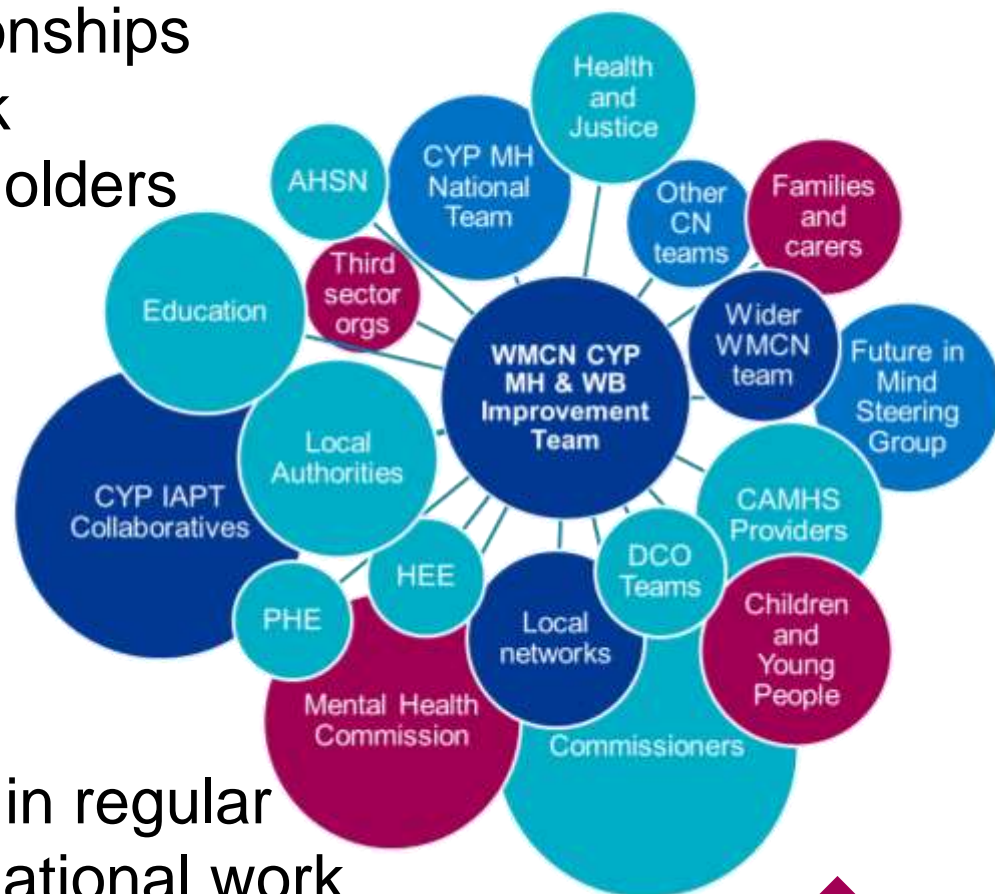 onships
k
olders
Health
and
Justice
CYP MH
National
Team
AHSN
Other
CN
teams
Families
and
carers
Third
sector
orgs
Education
Wider
WMCN
team
WMCN CYP
MH & WB
Improvement
Team
Future in
Mind
Steering
Group
Local
Authorities
CYP IAPT
Collaboratives
CAMHS
Providers
HEE
DCO
Teams
PHE
Local
networks
Children
and
Young
People
Mental Health
Commission
Commissioners
in regular
ational work